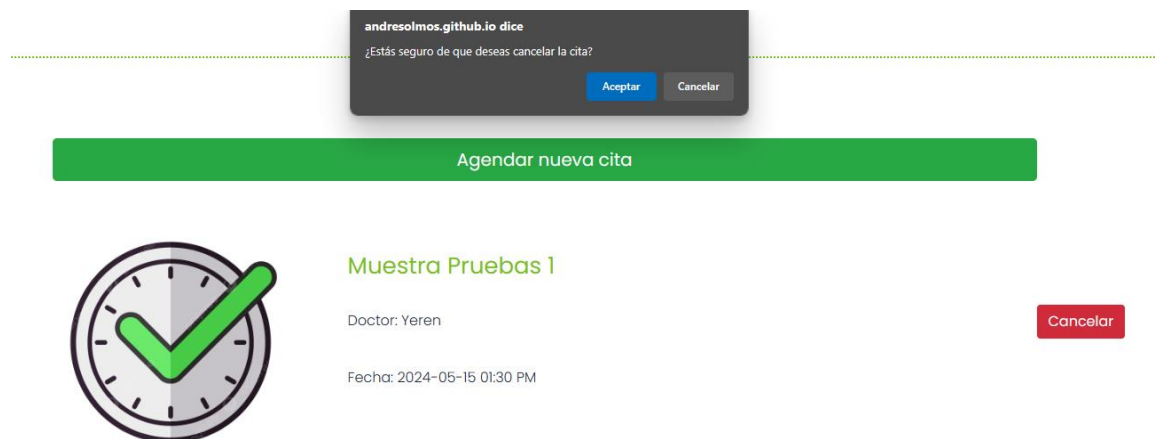 andresolmos.github.io dice
¿Estás seguro de que deseas cancelar la cita?
Aceptar Cancelar
Agendar nueva cita
Muestra Pruebas 1
Doctor: Yeren
Cancelar
Fecha: 2024-05-15 01:30 PM